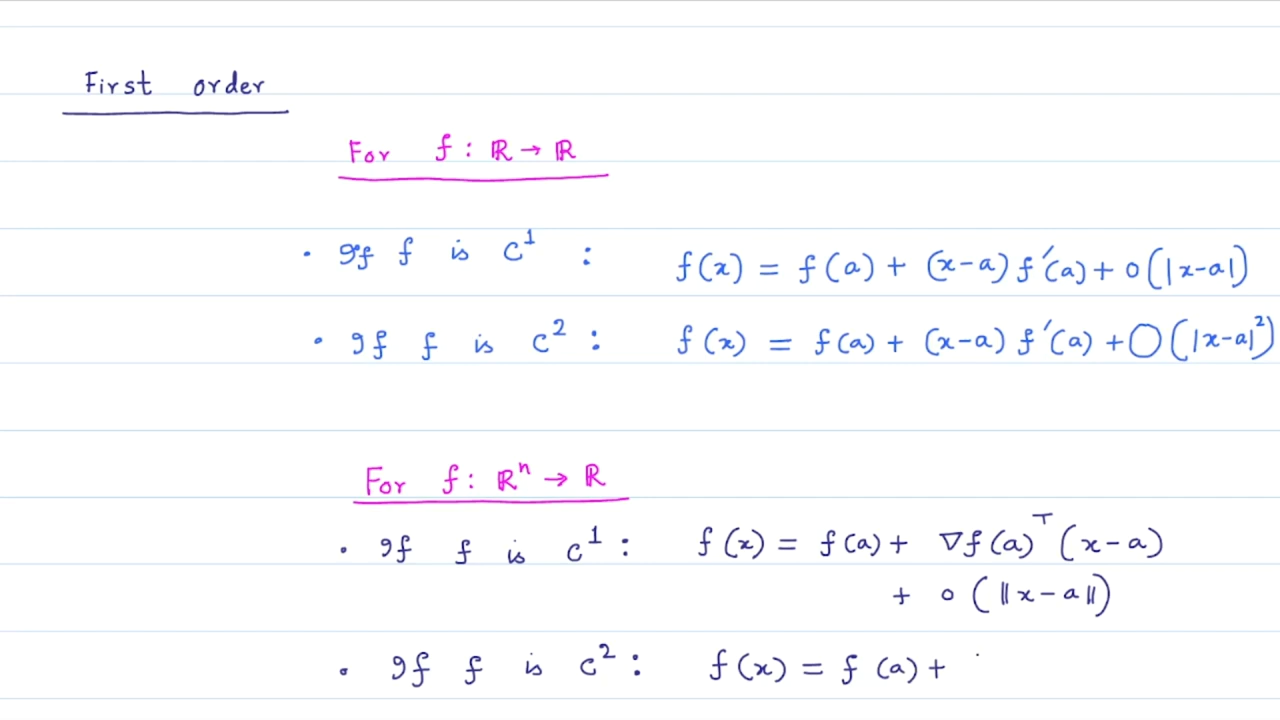 First order
For f : ℝ → ℝ
• If f is C¹ : f(x) = f(a) + (x-a) f′(a) + o(|x-a|)
• If f is C² : f(x) = f(a) + (x-a) f′(a) + O(|x-a|²)
For f : ℝⁿ → ℝ
• If f is C¹ : f(x) = f(a) + ∇f(a)ᵀ(x-a)
+ o(‖x-a‖)
• If f is C² : f(x) = f(a) +